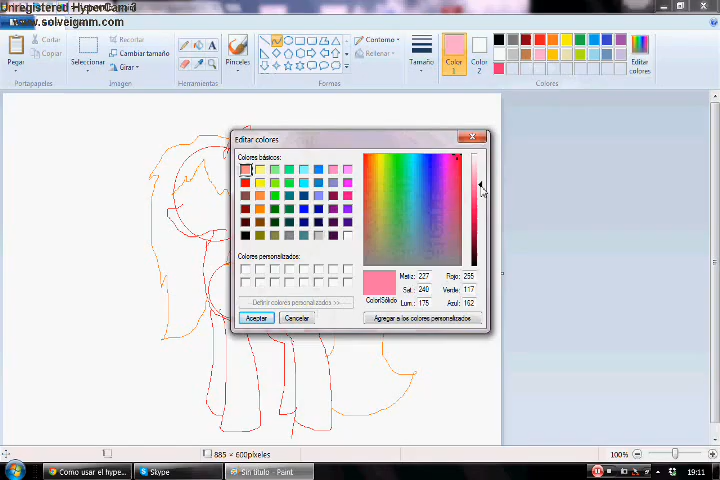 Unregistered HyperCam 3
www.solveigmm.com
Pegar
Cortar
Copiar
Portapapeles
Seleccionar
Recortar
Cambiar tamaño
Girar
Imagen
Herramientas
Pinceles
Contorno
Rellenar
Formas
Tamaño
Color
1
Color
2
Editar
colores
Colores
Editar colores
Colores básicos:
Colores personalizados:
Definir colores personalizados >>
Aceptar
Cancelar
Color|Sólido
Matiz: 227
Sat.: 240
Lum.: 175
Rojo: 255
Verde: 117
Azul: 162
Agregar a los colores personalizados
885 × 600píxeles
100%
Como usar el hype...
Skype
Sin título - Paint
19:11